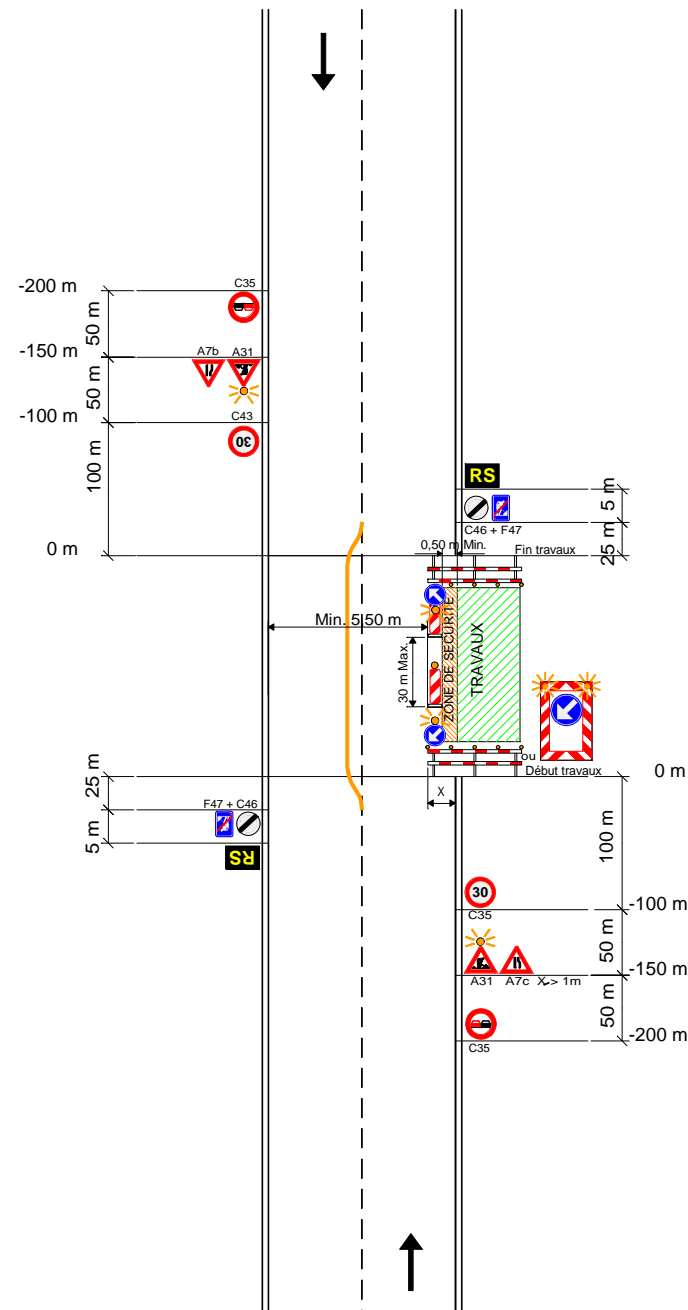 -200 m
C35
50 m
-150 m
A7b
A31
50 m
-100 m
C43
30
100 m
RS
5 m
C46 + F47
25 m
0 m
0,50 m Min.
Fin travaux
Min. 5,50 m
30 m Max.
ZONE DE SECURITE
TRAVAUX
ou
Début travaux
0 m
25 m
X
F47 + C46
5 m
RS
100 m
30
C35
-100 m
50 m
A31
A7c
X > 1m
-150 m
50 m
C35
-200 m